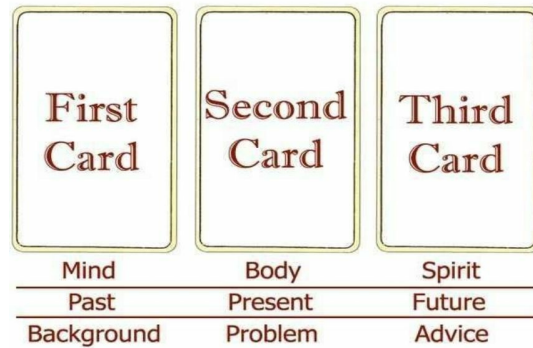 First
Card
Second
Card
Third
Card
Mind Body Spirit
Past Present Future
Background Problem Advice